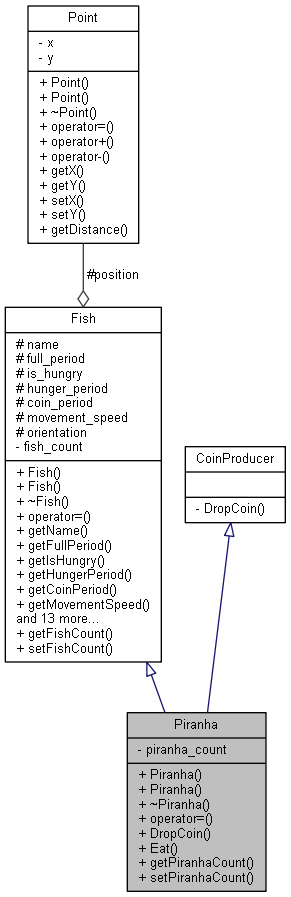 Point
- x
- y
+ Point()
+ Point()
+ ~Point()
+ operator=()
+ operator+()
+ operator-()
+ getX()
+ getY()
+ setX()
+ setY()
+ getDistance()
#position
Fish
# name
# full_period
# is_hungry
# hunger_period
# coin_period
# movement_speed
# orientation
- fish_count
+ Fish()
+ Fish()
+ ~Fish()
+ operator=()
+ getName()
+ getFullPeriod()
+ getIsHungry()
+ getHungerPeriod()
+ getCoinPeriod()
+ getMovementSpeed()
and 13 more...
+ getFishCount()
+ setFishCount()
CoinProducer
- DropCoin()
Piranha
- piranha_count
+ Piranha()
+ Piranha()
+ ~Piranha()
+ operator=()
+ DropCoin()
+ Eat()
+ getPiranhaCount()
+ setPiranhaCount()